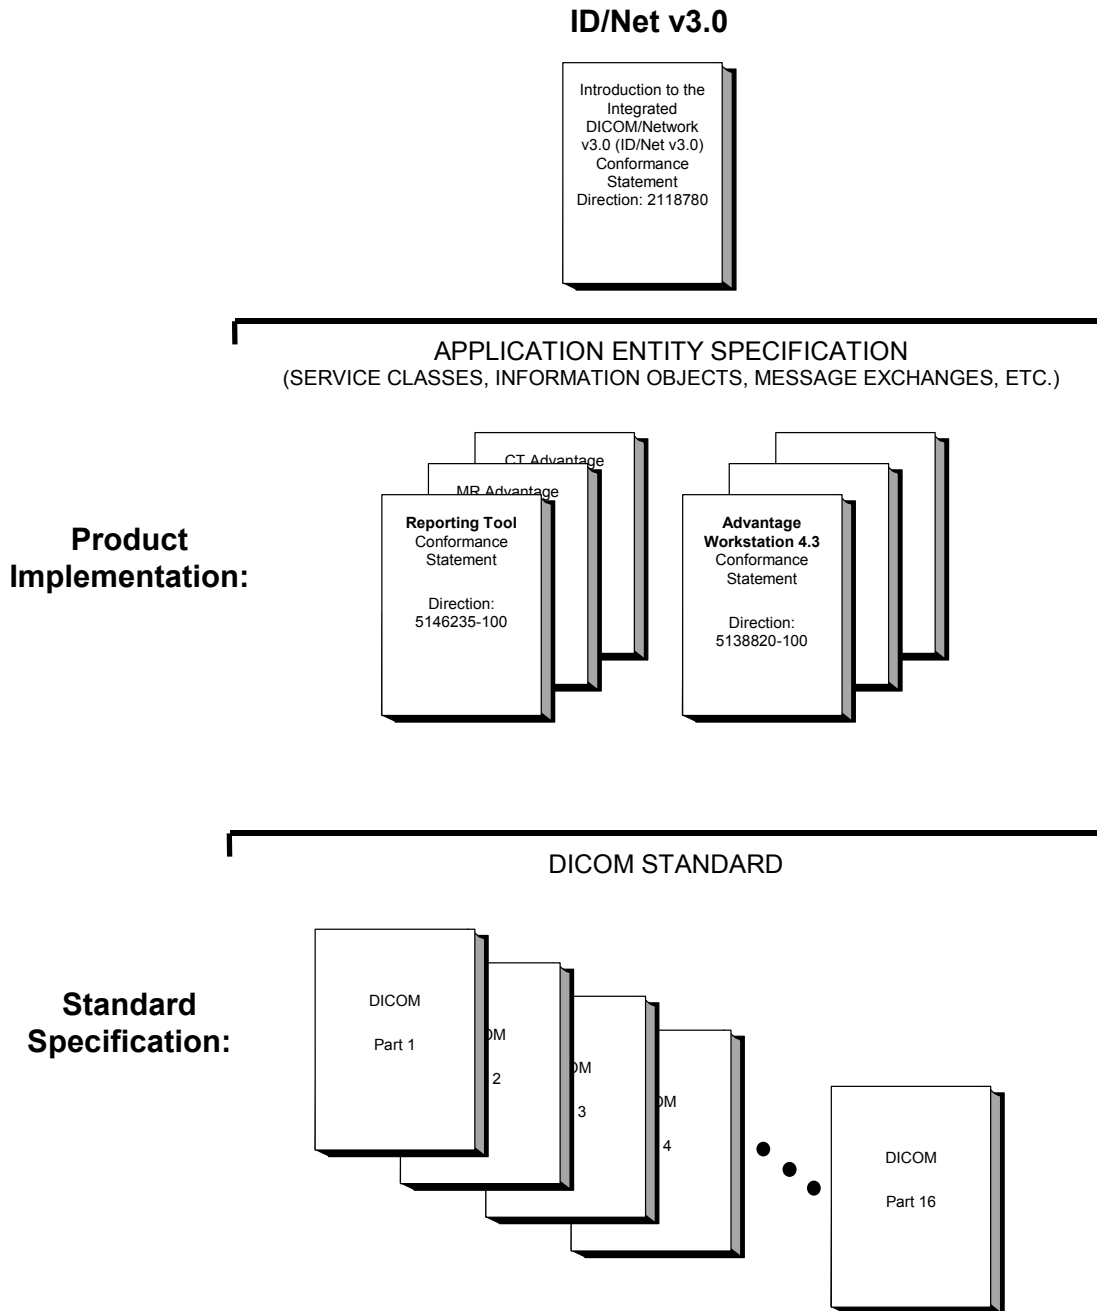 ID/Net v3.0
Introduction to the
Integrated
DICOM/Network
v3.0 (ID/Net v3.0)
Conformance
Statement
Direction: 2118780
APPLICATION ENTITY SPECIFICATION
(SERVICE CLASSES, INFORMATION OBJECTS, MESSAGE EXCHANGES, ETC.)
Product
Implementation:
CT Advantage
MR Advantage
Reporting Tool
Conformance
Statement
Direction:
5146235-100
Advantage
Workstation 4.3
Conformance
Statement
Direction:
5138820-100
DICOM STANDARD
Standard
Specification:
DICOM
Part 1
OM
2
OM
3
OM
4
DICOM
Part 16